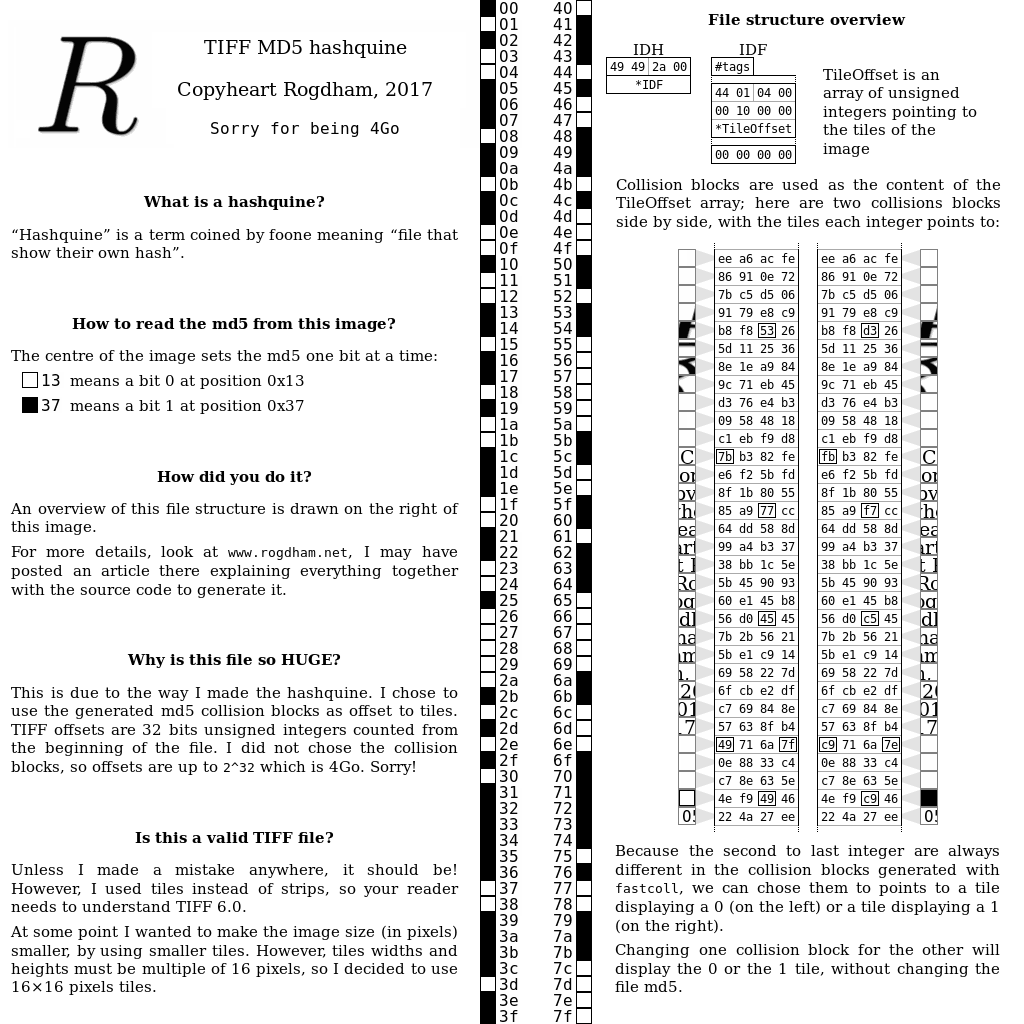 TIFF MD5 hashquine
R
Copyheart Rogdham, 2017
Sorry for being 4Go
What is a hashquine?
“Hashquine” is a term coined by foone meaning “file that
show their own hash”.
How to read the md5 from this image?
The centre of the image sets the md5 one bit at a time:
13 means a bit 0 at position 0x13
37 means a bit 1 at position 0x37
How did you do it?
An overview of this file structure is drawn on the right of
this image.
For more details, look at www.rogdham.net, I may have
posted an article there explaining everything together
with the source code to generate it.
Why is this file so HUGE?
This is due to the way I made the hashquine. I chose to
use the generated md5 collision blocks as offset to tiles.
TIFF offsets are 32 bits unsigned integers counted from
the beginning of the file. I did not chose the collision
blocks, so offsets are up to 2^32 which is 4Go. Sorry!
Is this a valid TIFF file?
Unless I made a mistake anywhere, it should be!
However, I used tiles instead of strips, so your reader
needs to understand TIFF 6.0.
At some point I wanted to make the image size (in pixels)
smaller, by using smaller tiles. However, tiles widths and
heights must be multiple of 16 pixels, so I decided to use
16×16 pixels tiles.
00 40
01 41
02 42
03 43
04 44
05 45
06 46
07 47
08 48
09 49
0a 4a
0b 4b
0c 4c
0d 4d
0e 4e
0f 4f
10 50
11 51
12 52
13 53
14 54
15 55
16 56
17 57
18 58
19 59
1a 5a
1b 5b
1c 5c
1d 5d
1e 5e
1f 5f
20 60
21 61
22 62
23 63
24 64
25 65
26 66
27 67
28 68
29 69
2a 6a
2b 6b
2c 6c
2d 6d
2e 6e
2f 6f
30 70
31 71
32 72
33 73
34 74
35 75
36 76
37 77
38 78
39 79
3a 7a
3b 7b
3c 7c
3d 7d
3e 7e
3f 7f
File structure overview
IDH IDF
49 49 2a 00
*IDF
#tags
44 01 04 00
00 10 00 00
*TileOffset
00 00 00 00
TileOffset is an
array of unsigned
integers pointing to
the tiles of the
image
Collision blocks are used as the content of the
TileOffset array; here are two collisions blocks
side by side, with the tiles each integer points to:
ee a6 ac fe ee a6 ac fe
86 91 0e 72 86 91 0e 72
7b c5 d5 06 7b c5 d5 06
91 79 e8 c9 91 79 e8 c9
b8 f8 53 26 b8 f8 d3 26
5d 11 25 36 5d 11 25 36
8e 1e a9 84 8e 1e a9 84
9c 71 eb 45 9c 71 eb 45
d3 76 e4 b3 d3 76 e4 b3
09 58 48 18 09 58 48 18
c1 eb f9 d8 c1 eb f9 d8
7b b3 82 fe fb b3 82 fe
e6 f2 5b fd e6 f2 5b fd
8f 1b 80 55 8f 1b 80 55
85 a9 77 cc 85 a9 f7 cc
64 dd 58 8d 64 dd 58 8d
99 a4 b3 37 99 a4 b3 37
38 bb 1c 5e 38 bb 1c 5e
5b 45 90 93 5b 45 90 93
60 e1 45 b8 60 e1 45 b8
56 d0 45 45 56 d0 c5 45
7b 2b 56 21 7b 2b 56 21
5b e1 c9 14 5b e1 c9 14
69 58 22 7d 69 58 22 7d
6f cb e2 df 6f cb e2 df
c7 69 84 8e c7 69 84 8e
57 63 8f b4 57 63 8f b4
49 71 6a 7f c9 71 6a 7e
0e 88 33 c4 0e 88 33 c4
c7 8e 63 5e c7 8e 63 5e
4e f9 49 46 4e f9 c9 46
22 4a 27 ee 22 4a 27 ee
Because the second to last integer are always
different in the collision blocks generated with
fastcoll, we can chose them to points to a tile
displaying a 0 (on the left) or a tile displaying a 1
(on the right).
Changing one collision block for the other will
display the 0 or the 1 tile, without changing the
file md5.